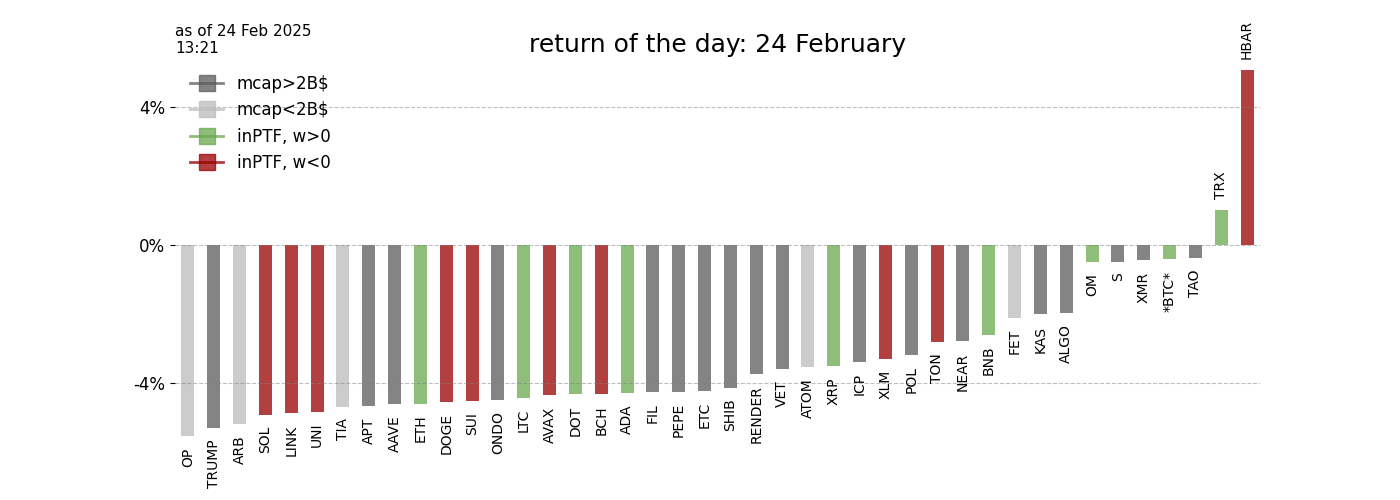 as of 24 Feb 2025
13:21
return of the day: 24 February
mcap>2B$
mcap<2B$
inPTF, w>0
inPTF, w<0
4%
0%
-4%
OP
TRUMP
ARB
SOL
LINK
UNI
TIA
APT
AAVE
ETH
DOGE
SUI
ONDO
LTC
AVAX
DOT
BCH
ADA
FIL
PEPE
ETC
SHIB
RENDER
VET
ATOM
XRP
ICP
XLM
POL
TON
NEAR
BNB
FET
KAS
ALGO
OM
S
XMR
*BTC*
TAO
TRX
HBAR